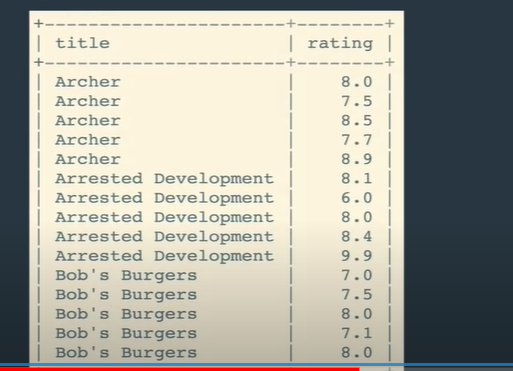 +----------------------+--------+
| title                | rating |
+----------------------+--------+
| Archer               |    8.0 |
| Archer               |    7.5 |
| Archer               |    8.5 |
| Archer               |    7.7 |
| Archer               |    8.9 |
| Arrested Development |    8.1 |
| Arrested Development |    6.0 |
| Arrested Development |    8.0 |
| Arrested Development |    8.4 |
| Arrested Development |    9.9 |
| Bob's Burgers        |    7.0 |
| Bob's Burgers        |    7.5 |
| Bob's Burgers        |    8.0 |
| Bob's Burgers        |    7.1 |
| Bob's Burgers        |    8.0 |